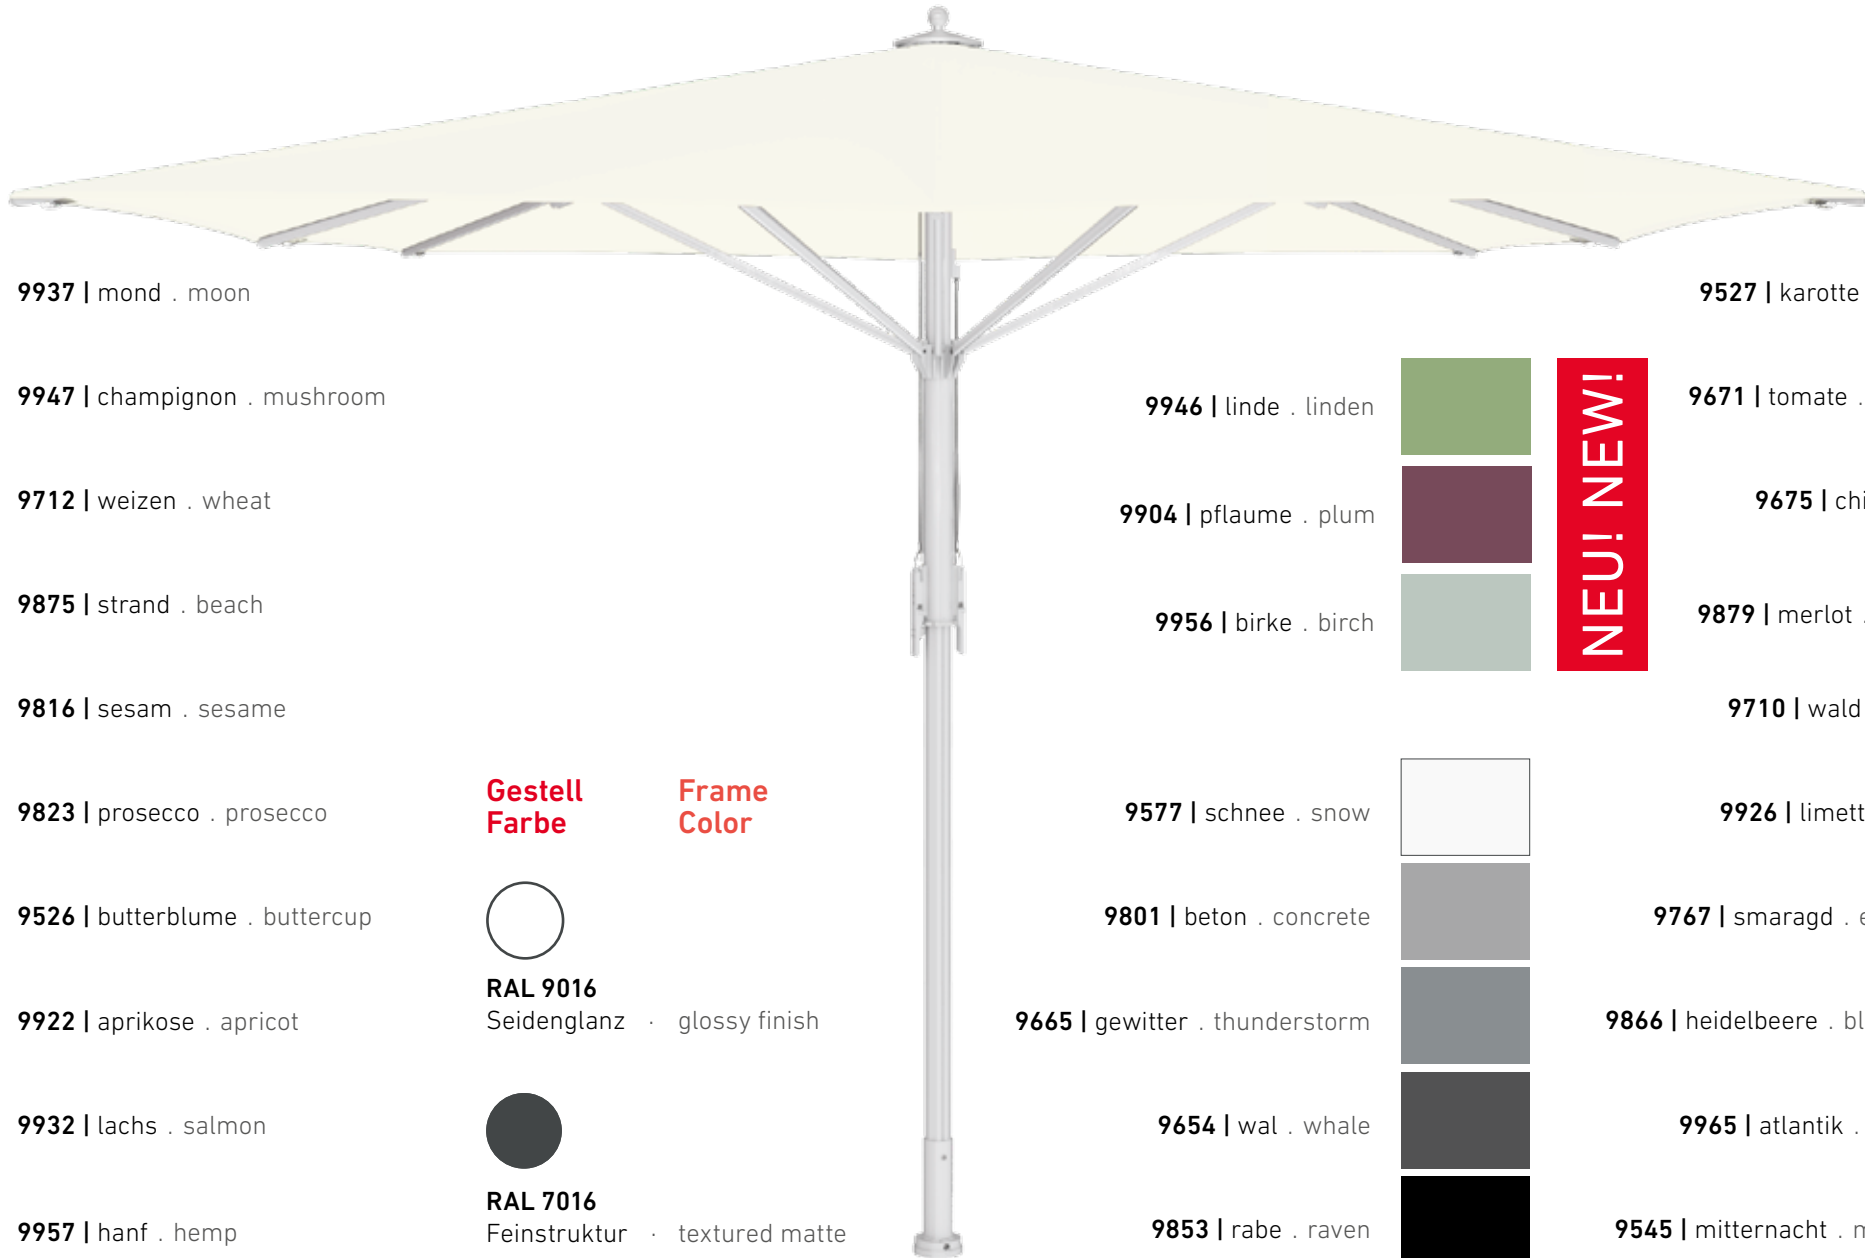 9937 | mond . moon
9947 | champignon . mushroom
9712 | weizen . wheat
9875 | strand . beach
9816 | sesam . sesame
9823 | prosecco . prosecco
9526 | butterblume . buttercup
9922 | aprikose . apricot
9932 | lachs . salmon
9957 | hanf . hemp
Gestell Frame
Farbe Color
RAL 9016
Seidenglanz · glossy finish
RAL 7016
Feinstruktur · textured matte
9946 | linde . linden
9904 | pflaume . plum
9956 | birke . birch
NEU! NEW!
9577 | schnee . snow
9801 | beton . concrete
9665 | gewitter . thunderstorm
9654 | wal . whale
9853 | rabe . raven
9527 | karotte
9671 | tomate .
9675 |
9879 | merlot .
9710 | wald
9926 |
9767 | smaragd .
9866 | heidelbeere .
9965 | atlantik .
9545 | mitternacht .